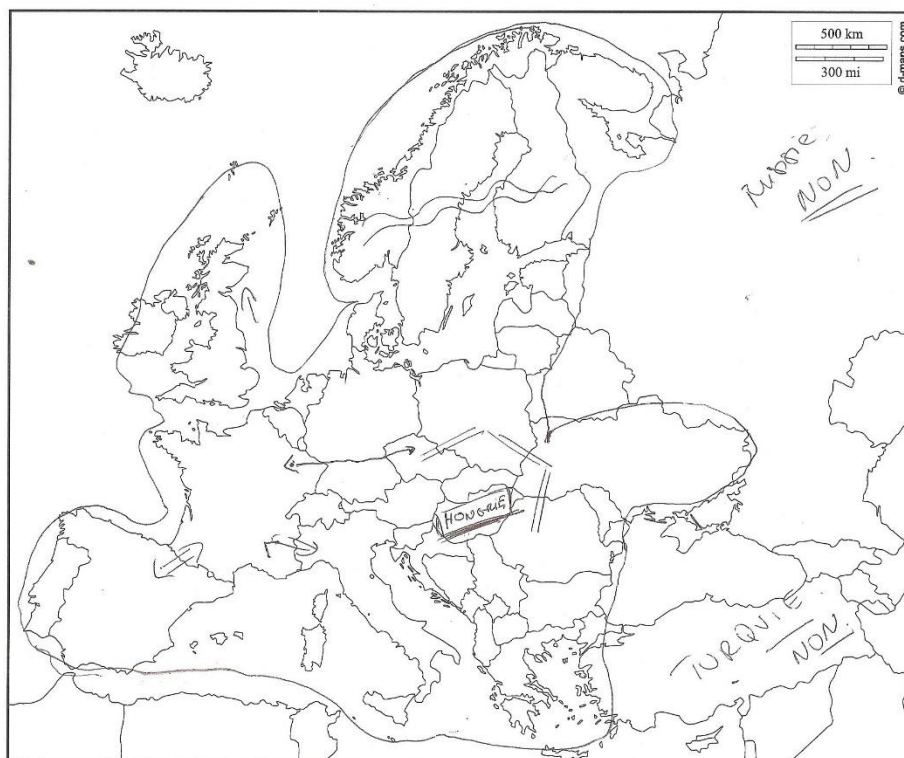 500 km
300 mi
© d-maps.com
Russie
NON
HONGRIE
TURQUIE
NON